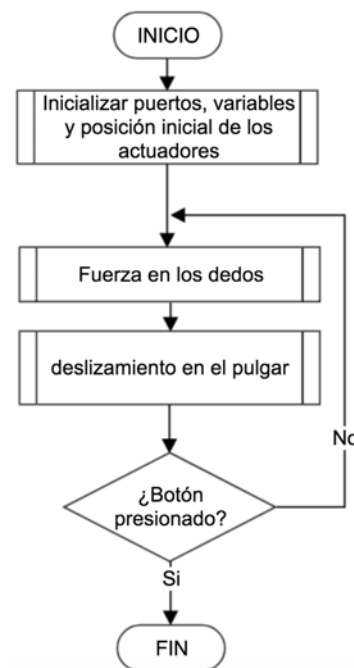 INICIO
Inicializar puertos, variables
y posición inicial de los
actuadores
Fuerza en los dedos
deslizamiento en el pulgar
No
¿Botón
presionado?
Si
FIN